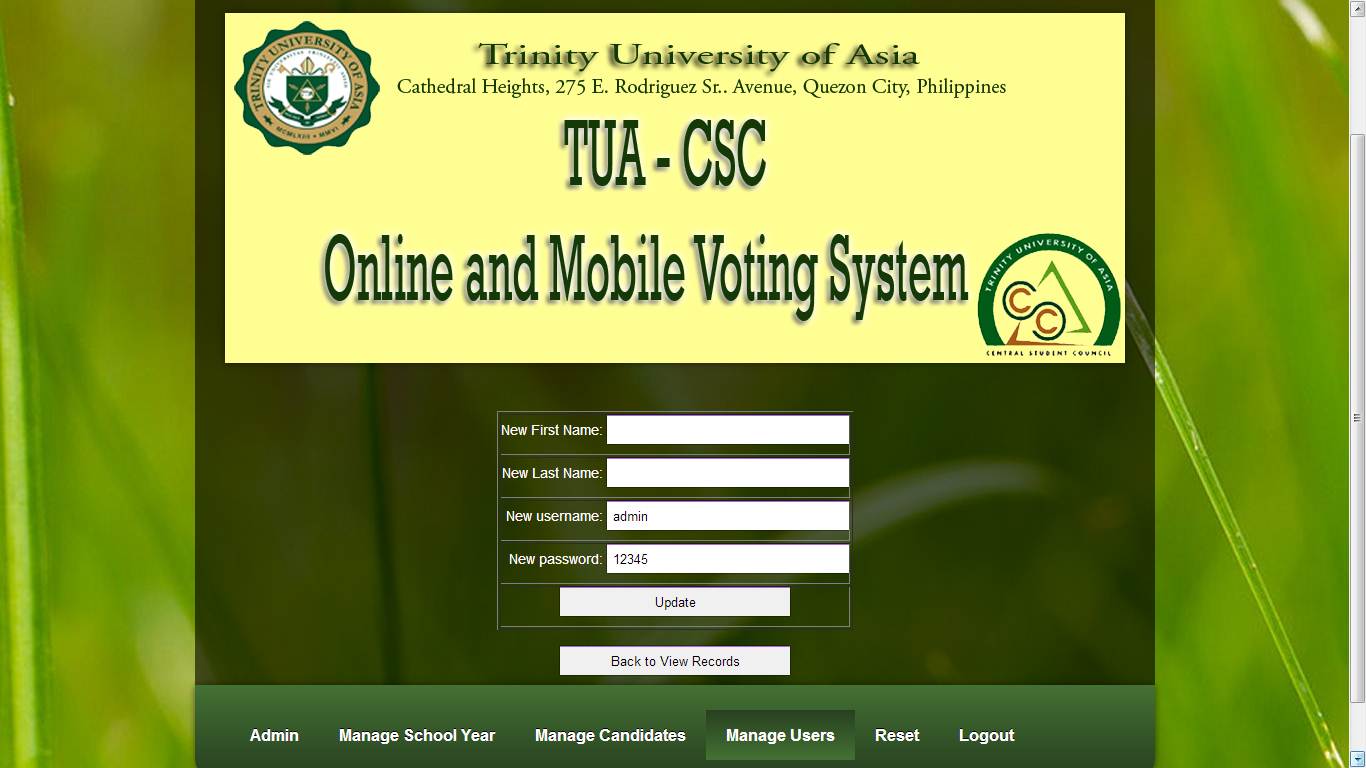 TRINITY UNIVERSITY OF ASIA
MCMLXIII • MMVI
Trinity University of Asia
Cathedral Heights, 275 E. Rodriguez Sr.. Avenue, Quezon City, Philippines
TUA - CSC
Online and Mobile Voting System
TRINITY UNIVERSITY OF ASIA
CSC
CENTRAL STUDENT COUNCIL
New First Name:
New Last Name:
New username: admin
New password: 12345
Update
Back to View Records
Admin Manage School Year Manage Candidates Manage Users Reset Logout